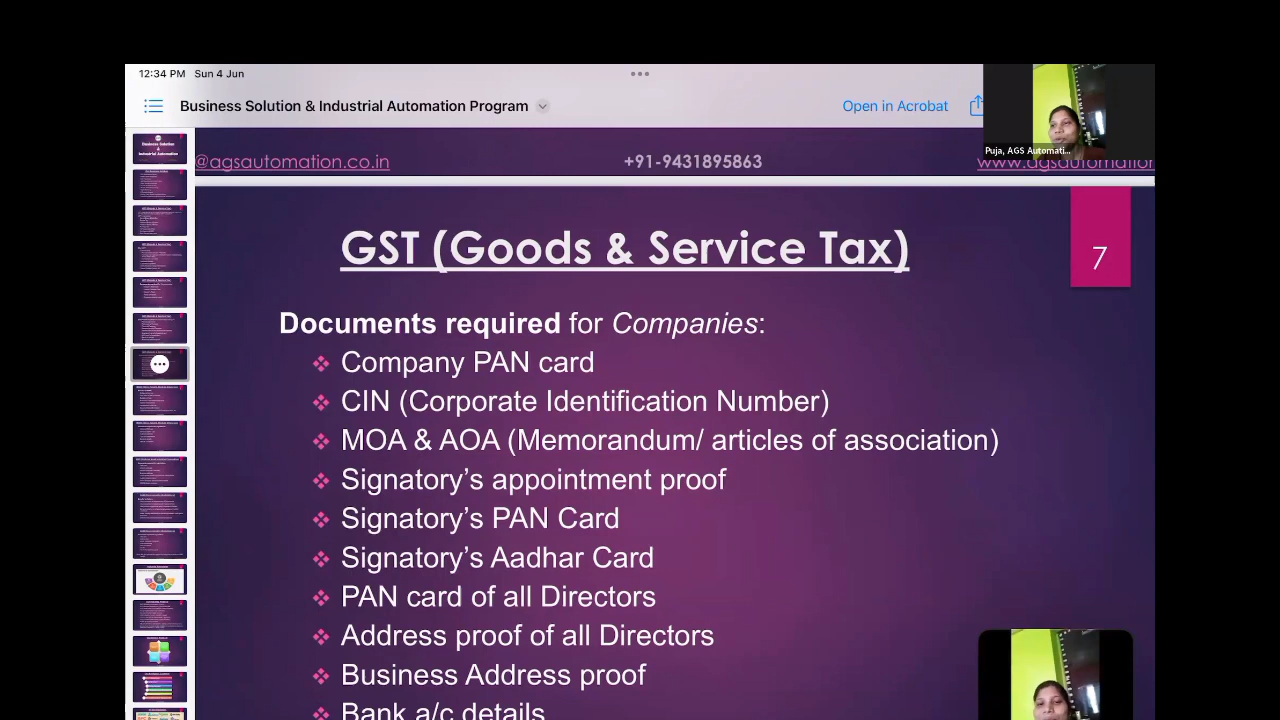 12:34 PM Sun 4 Jun
Business Solution & Industrial Automation Program
Open in Acrobat
Puja, AGS Automati...
@agsautomation.co.in
+91-9431895863
www.agsautomation
GST (Goods & Service Tax)
7
Documents required for Companies:
Company PAN card
CIN (Corporate Identification Number)
MOA & AOA (Memorandum/ articles of association)
Signatory's appointment proof
Signatory's PAN Card
Signatory's Aadhar Card
PAN card of all Directors
Address proof of all Directors
Business Address proof
Bank a/c details